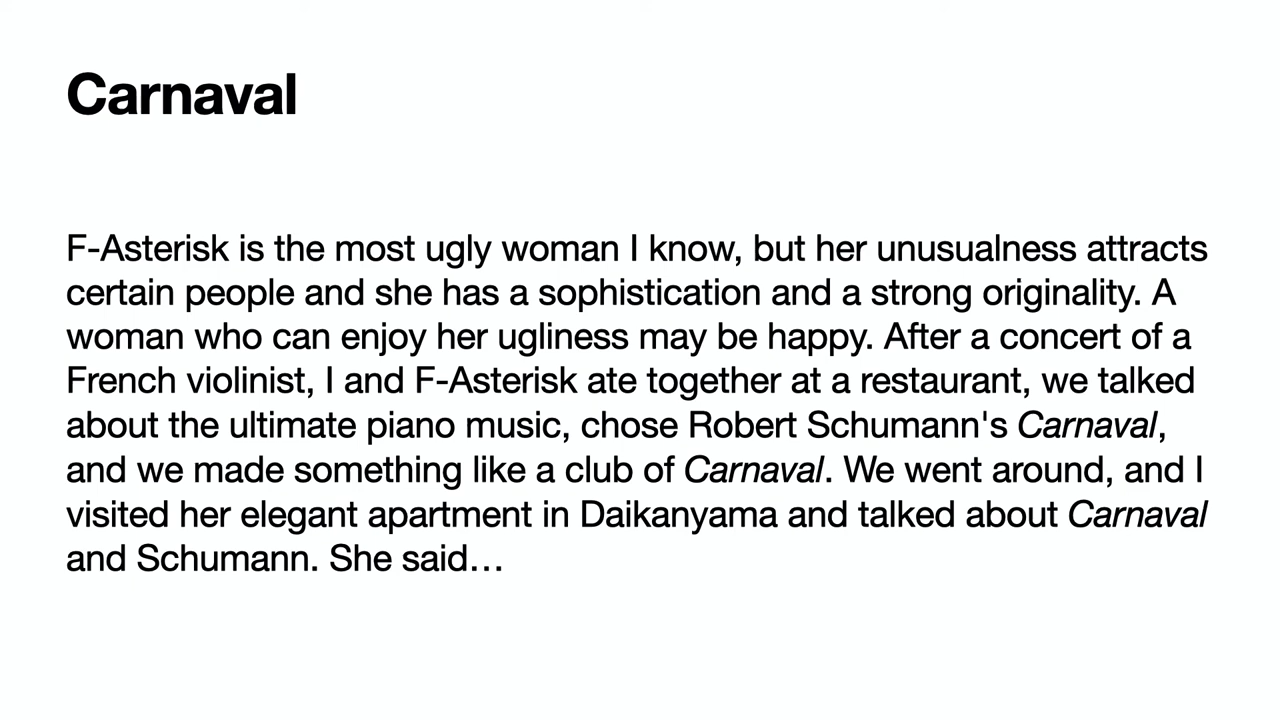 Carnaval
F-Asterisk is the most ugly woman I know, but her unusualness attracts
certain people and she has a sophistication and a strong originality. A
woman who can enjoy her ugliness may be happy. After a concert of a
French violinist, I and F-Asterisk ate together at a restaurant, we talked
about the ultimate piano music, chose Robert Schumann's Carnaval,
and we made something like a club of Carnaval. We went around, and I
visited her elegant apartment in Daikanyama and talked about Carnaval
and Schumann. She said…